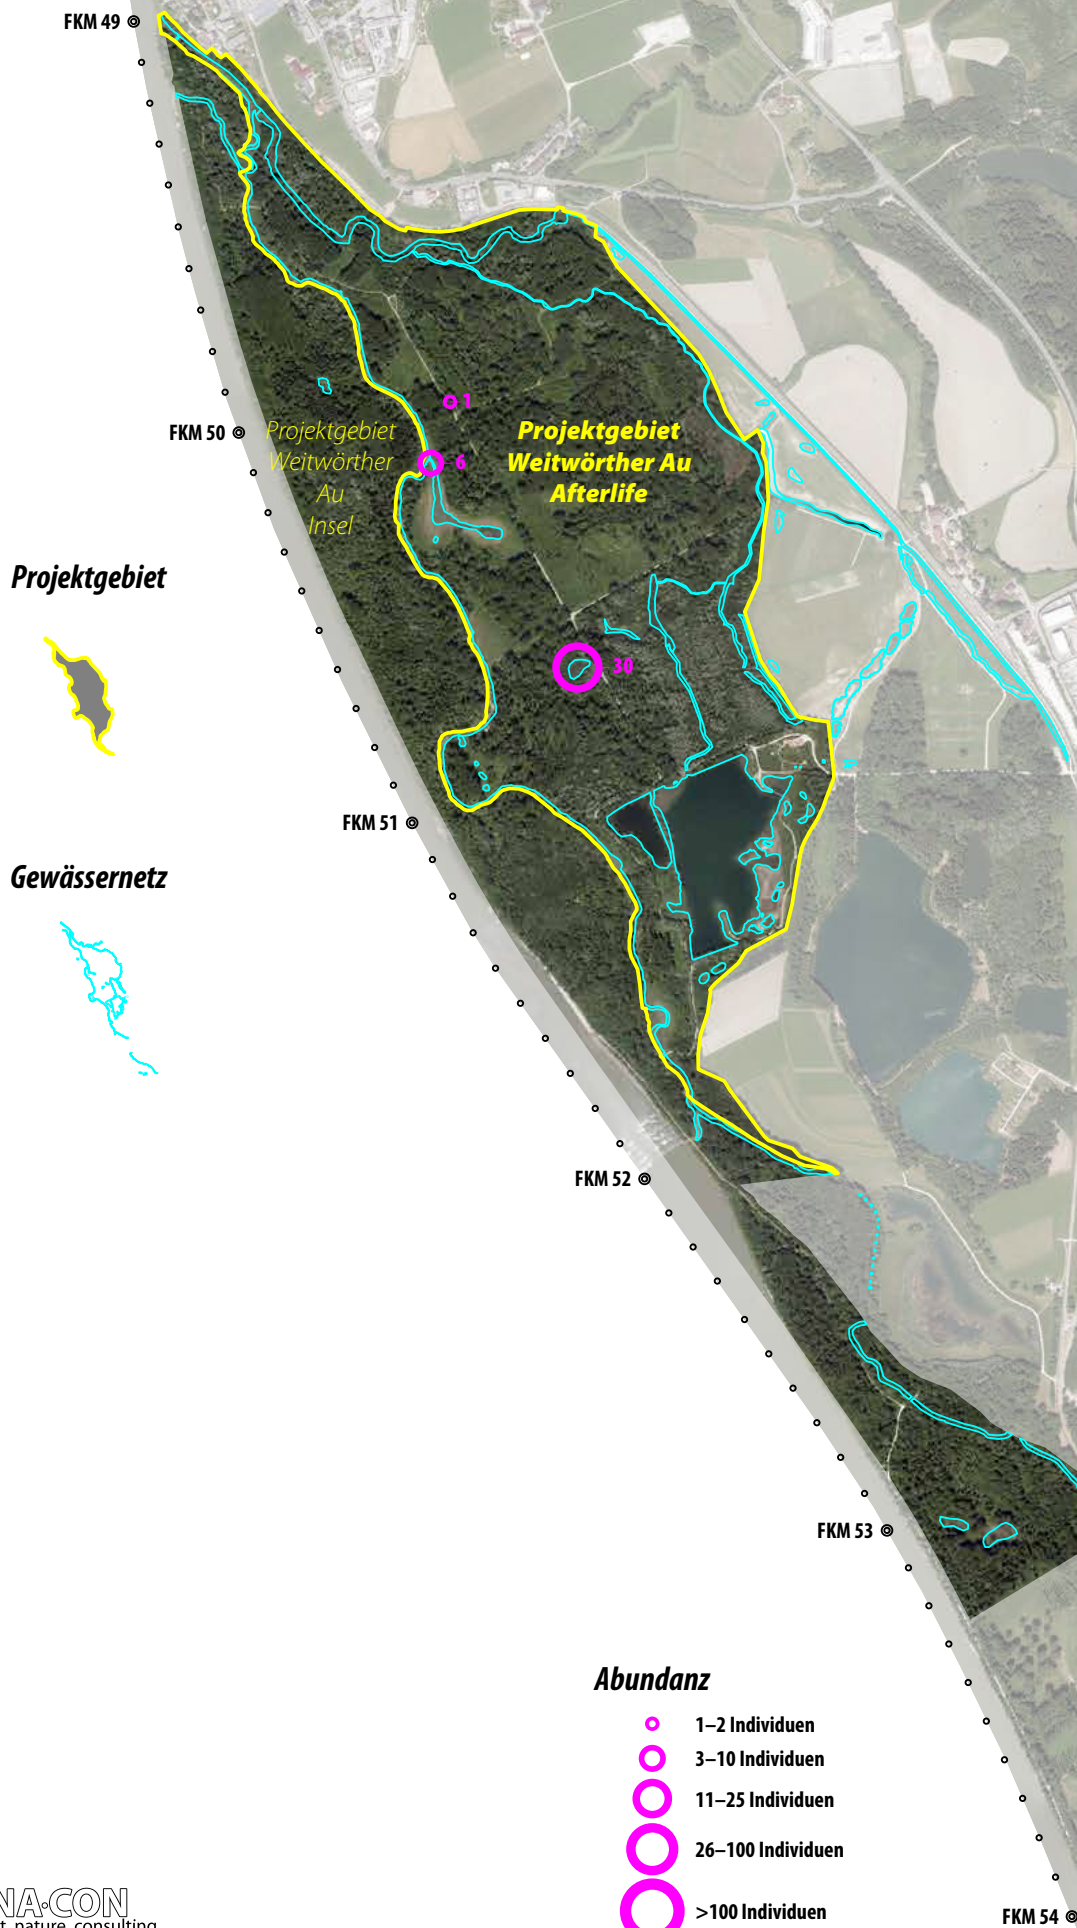 FKM 49
FKM 50
Projektgebiet
Weitwörther
Au
Insel
1
6
Projektgebiet
Weitwörther Au
Afterlife
30
Projektgebiet
Gewässernetz
FKM 51
FKM 52
FKM 53
Abundanz
1–2 Individuen
3–10 Individuen
11–25 Individuen
26–100 Individuen
>100 Individuen
FKM 54
NA·CON
nature consulting